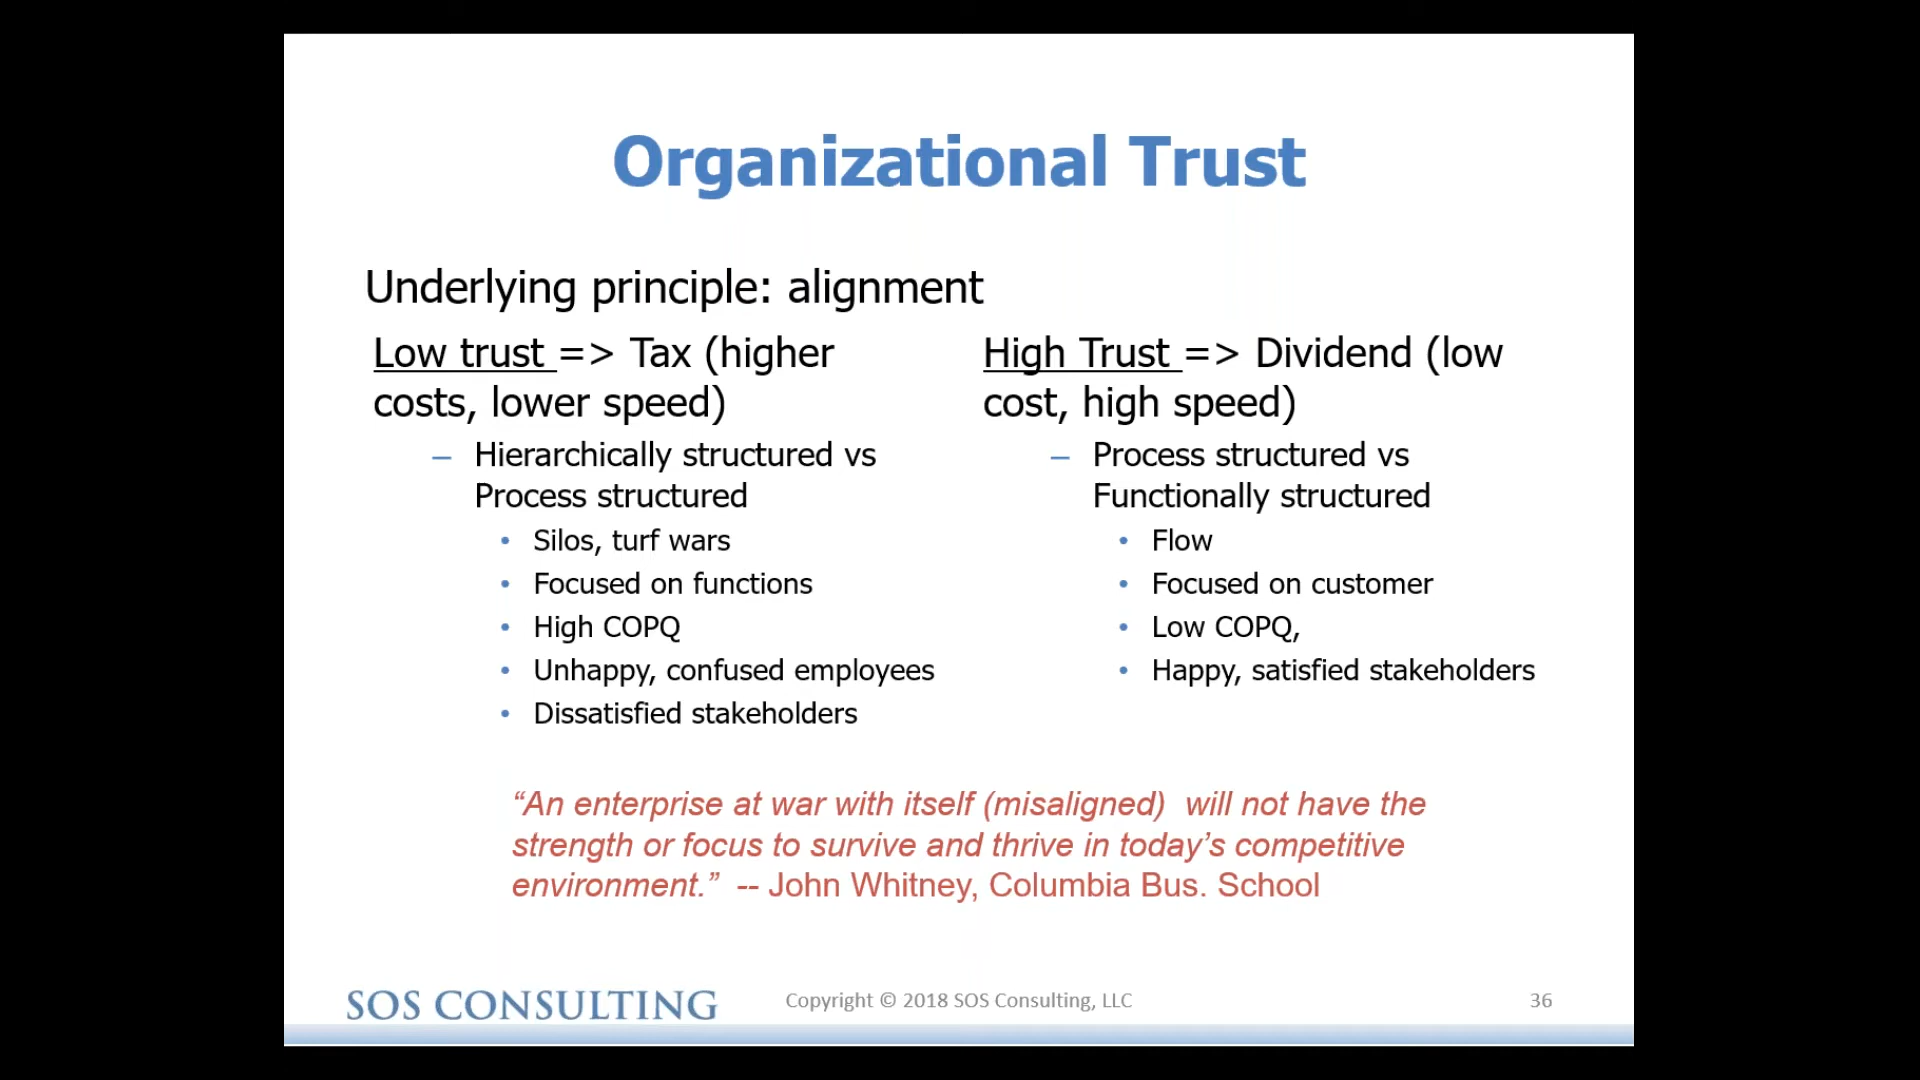 Organizational Trust
Underlying principle: alignment
Low trust => Tax (higher
costs, lower speed)
– Hierarchically structured vs
Process structured
• Silos, turf wars
• Focused on functions
• High COPQ
• Unhappy, confused employees
• Dissatisfied stakeholders
High Trust => Dividend (low
cost, high speed)
– Process structured vs
Functionally structured
• Flow
• Focused on customer
• Low COPQ,
• Happy, satisfied stakeholders
“An enterprise at war with itself (misaligned)  will not have the
strength or focus to survive and thrive in today’s competitive
environment.”  -- John Whitney, Columbia Bus. School
SOS CONSULTING
Copyright © 2018 SOS Consulting, LLC
36